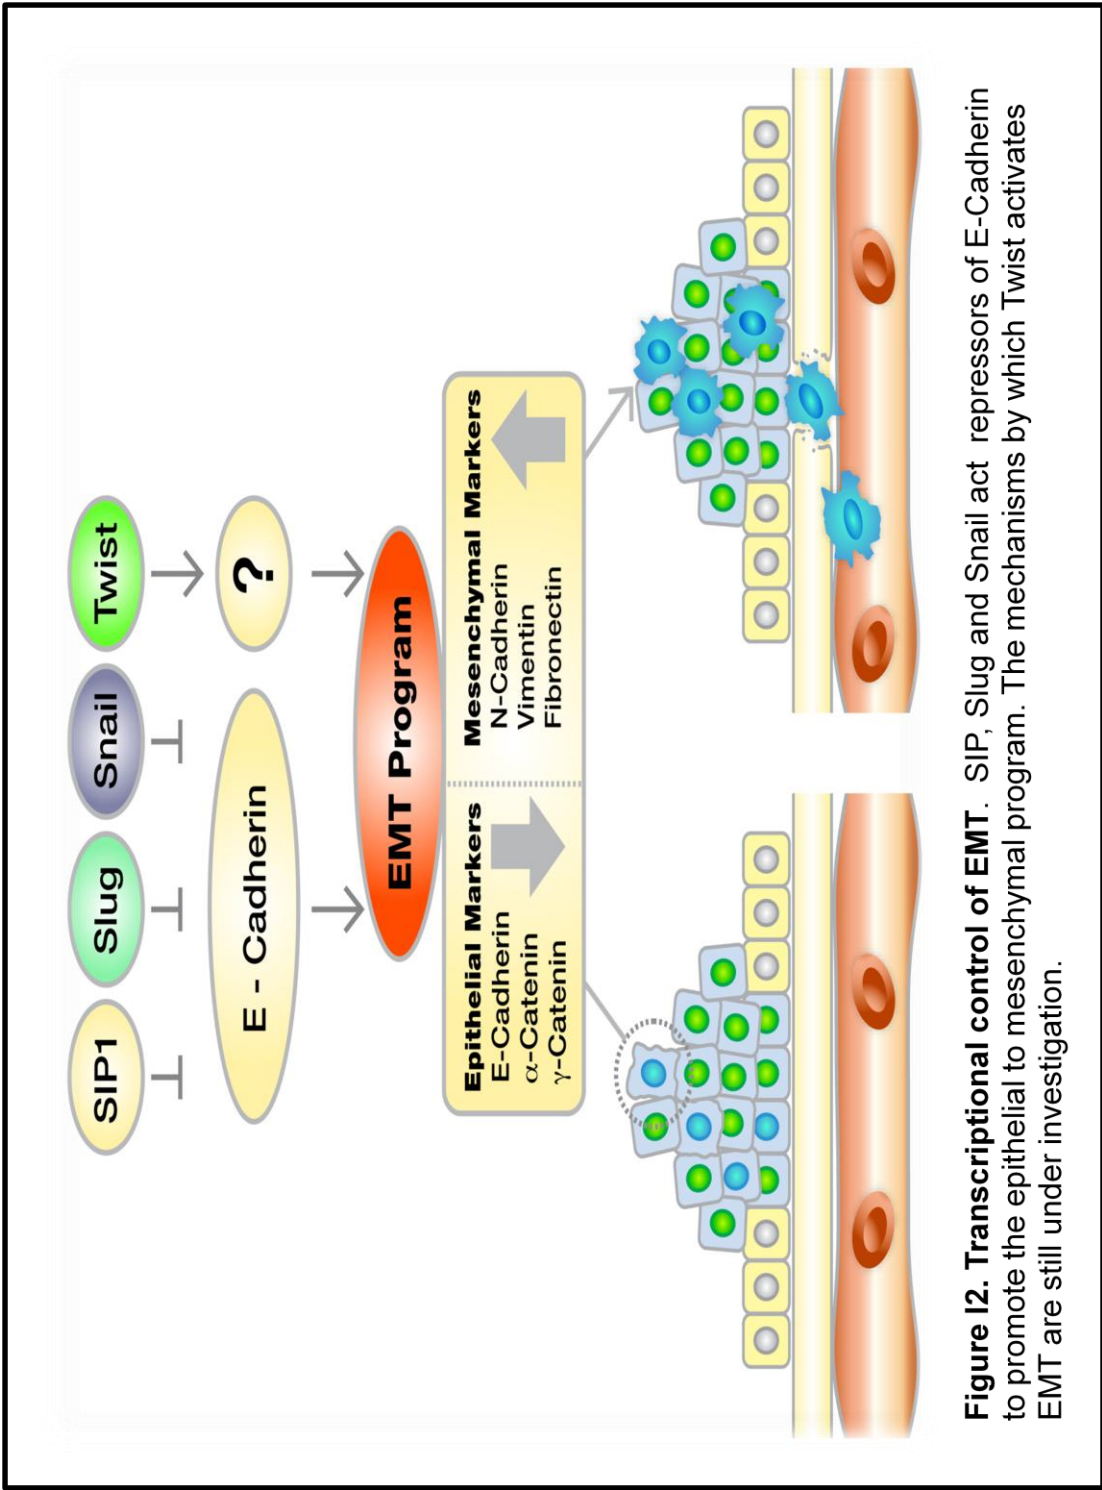 SIP1
Slug
Snail
Twist
E - Cadherin
?
EMT Program
Epithelial Markers
E-Cadherin
α-Catenin
γ-Catenin
Mesenchymal Markers
N-Cadherin
Vimentin
Fibronectin
Figure I2. Transcriptional control of EMT. SIP, Slug and Snail act repressors of E-Cadherin
to promote the epithelial to mesenchymal program. The mechanisms by which Twist activates
EMT are still under investigation.